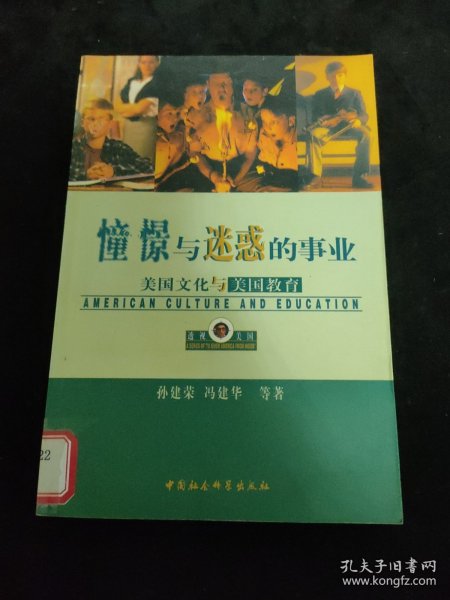 憧憬与迷惑的事业
美国文化与美国教育
AMERICAN CULTURE AND EDUCATION
透视 美国
孙建荣 冯建华 等著
22
中国社会科学出版社
孔夫子旧书网
www.kongfz.com